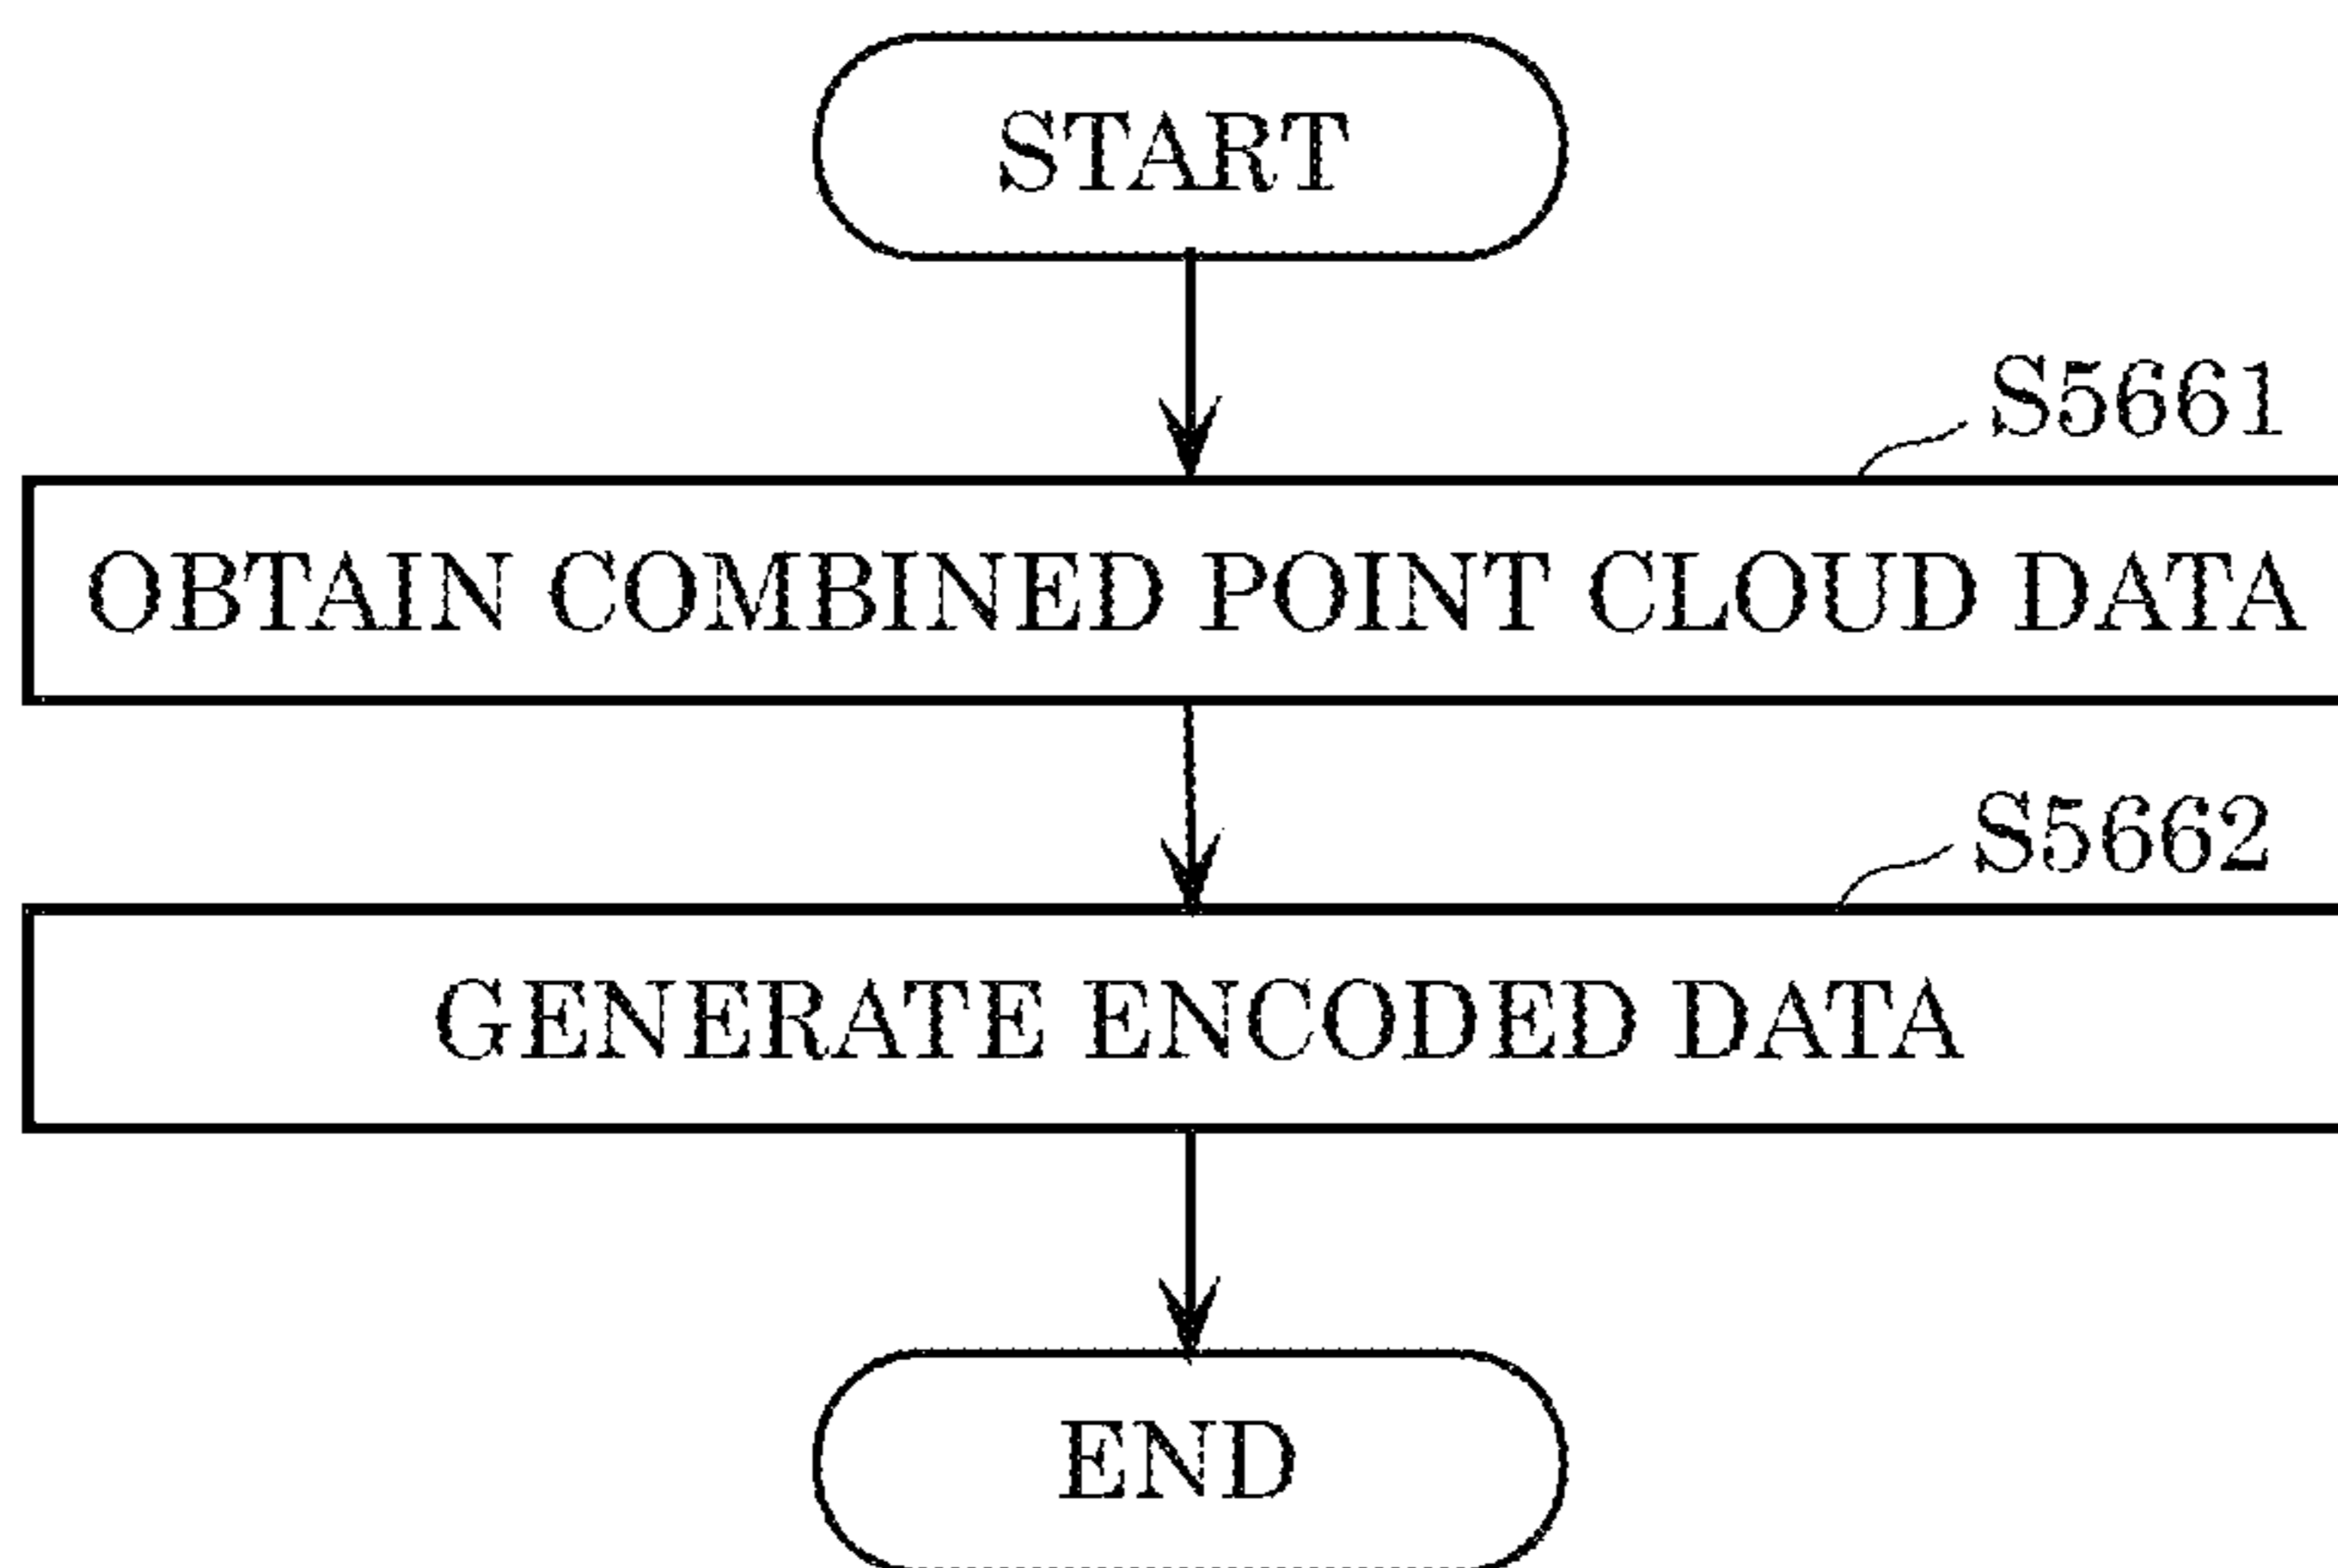 START
S5661
OBTAIN COMBINED POINT CLOUD DATA
S5662
GENERATE ENCODED DATA
END